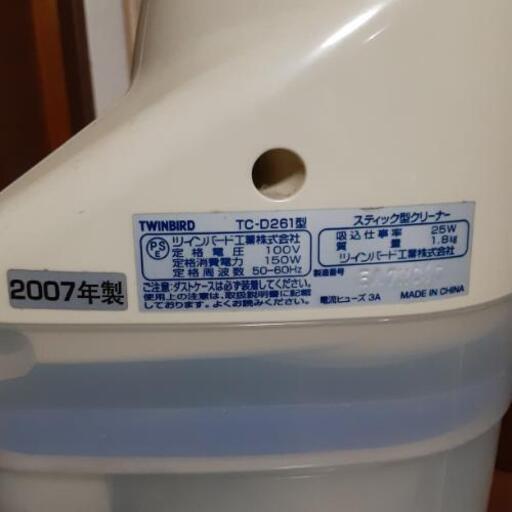 TWINBIRD TC-D261型
PSE
ツインバード工業株式会社
定格電圧 100V
定格消費電力 150W
定格周波数 50-60Hz
ご注意:ダストケースは必ず装着してください。
使用上の注意は、取扱説明書に記載
しております。よくお読みください。
スティック型クリーナー
吸込仕事率 25W
質量 1.8kg
ツインバード工業株式会社
製造番号
電流ヒューズ 3A MADE IN CHINA
2007年製